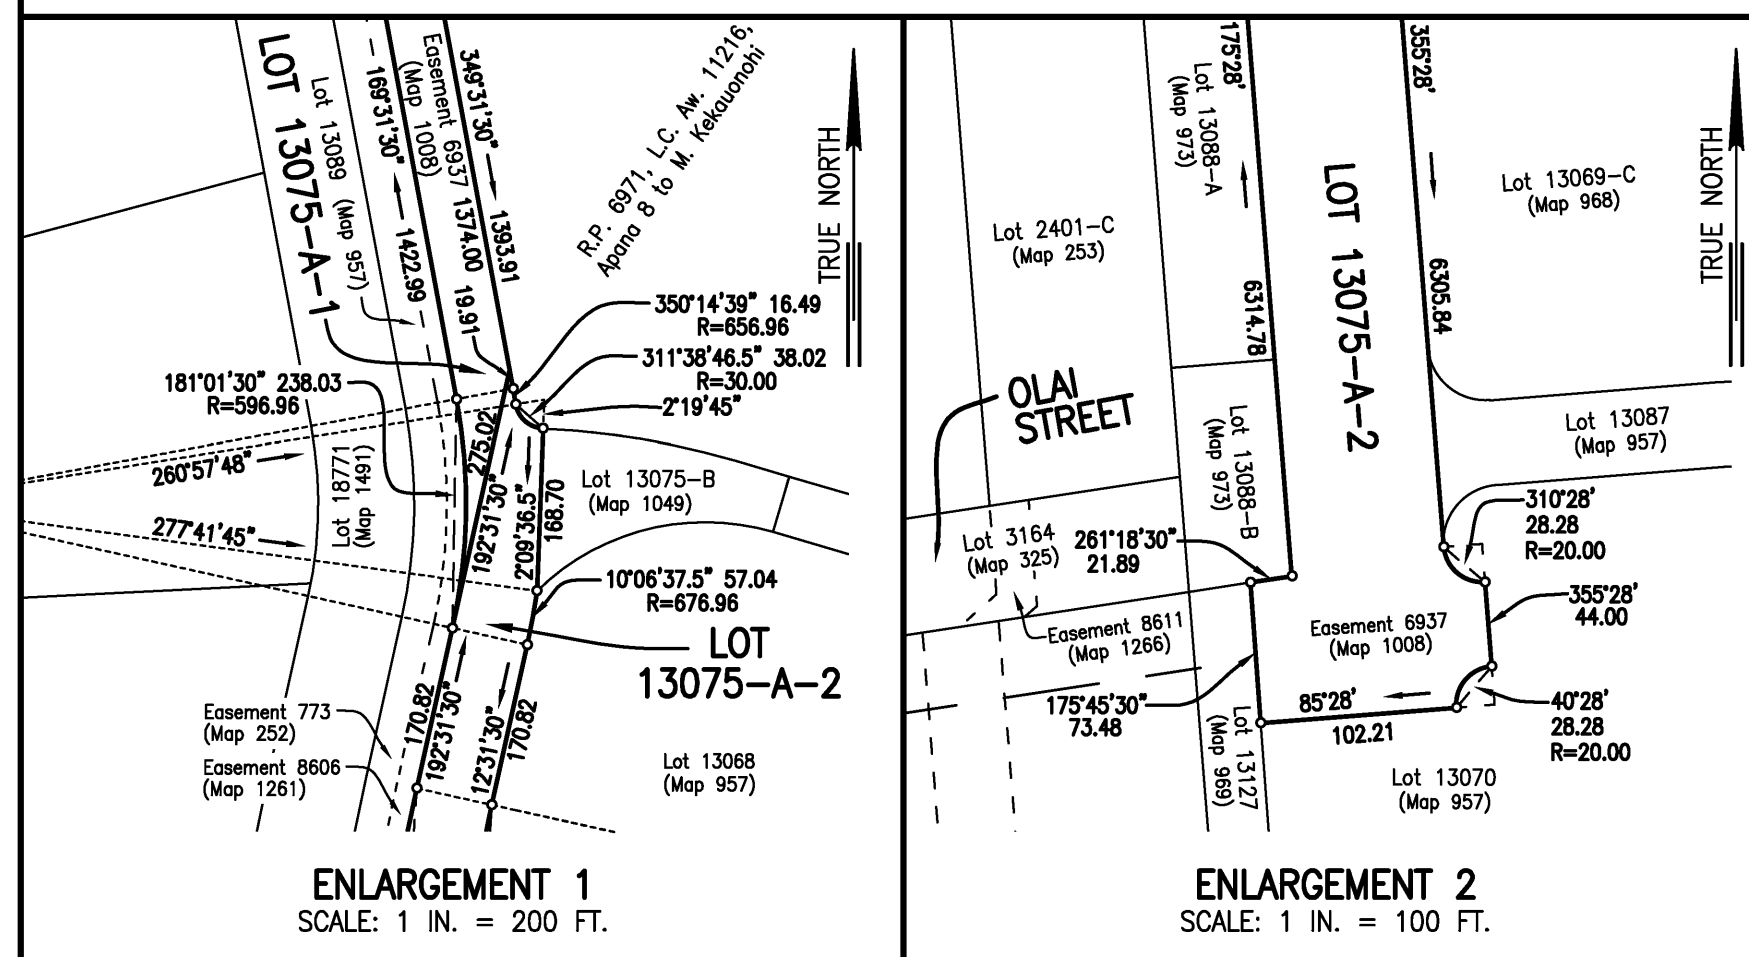 LOT 13075-A-1
Lot 13089 (Map 957)
169°31'30" 1422.99
Easement 6937
(Map 1008)
1374.00
19.91
349°31'30" 1393.91
R.P. 6971, L.C. Aw. 11216,
Apana 8 to M. Kekauonohi
TRUE NORTH
350°14'39" 16.49
R=656.96
311°38'46.5" 38.02
R=30.00
2°19'45"
181°01'30" 238.03
R=596.96
260°57'48"
277°41'45"
Lot 18771
(Map 1491)
275.02
192°31'30"
2°09'36.5"
168.70
Lot 13075-B
(Map 1049)
10°06'37.5" 57.04
R=676.96
LOT
13075-A-2
170.82
192°31'30"
12°31'30"
170.82
Easement 773
(Map 252)
Easement 8606
(Map 1261)
Lot 13068
(Map 957)
ENLARGEMENT 1
SCALE: 1 IN. = 200 FT.
175°28'
355°28'
Lot 13088-A
(Map 973)
LOT 13075-A-2
Lot 13069-C
(Map 968)
TRUE NORTH
Lot 2401-C
(Map 253)
6314.78
6305.84
OLAI
STREET
Lot 13088-B
(Map 973)
Lot 13087
(Map 957)
310°28'
28.28
R=20.00
Lot 3164
(Map 325)
261°18'30"
21.89
355°28'
44.00
Easement 8611
(Map 1266)
Easement 6937
(Map 1008)
175°45'30"
73.48
85°28'
102.21
40°28'
28.28
R=20.00
Lot 13127
(Map 969)
Lot 13070
(Map 957)
ENLARGEMENT 2
SCALE: 1 IN. = 100 FT.